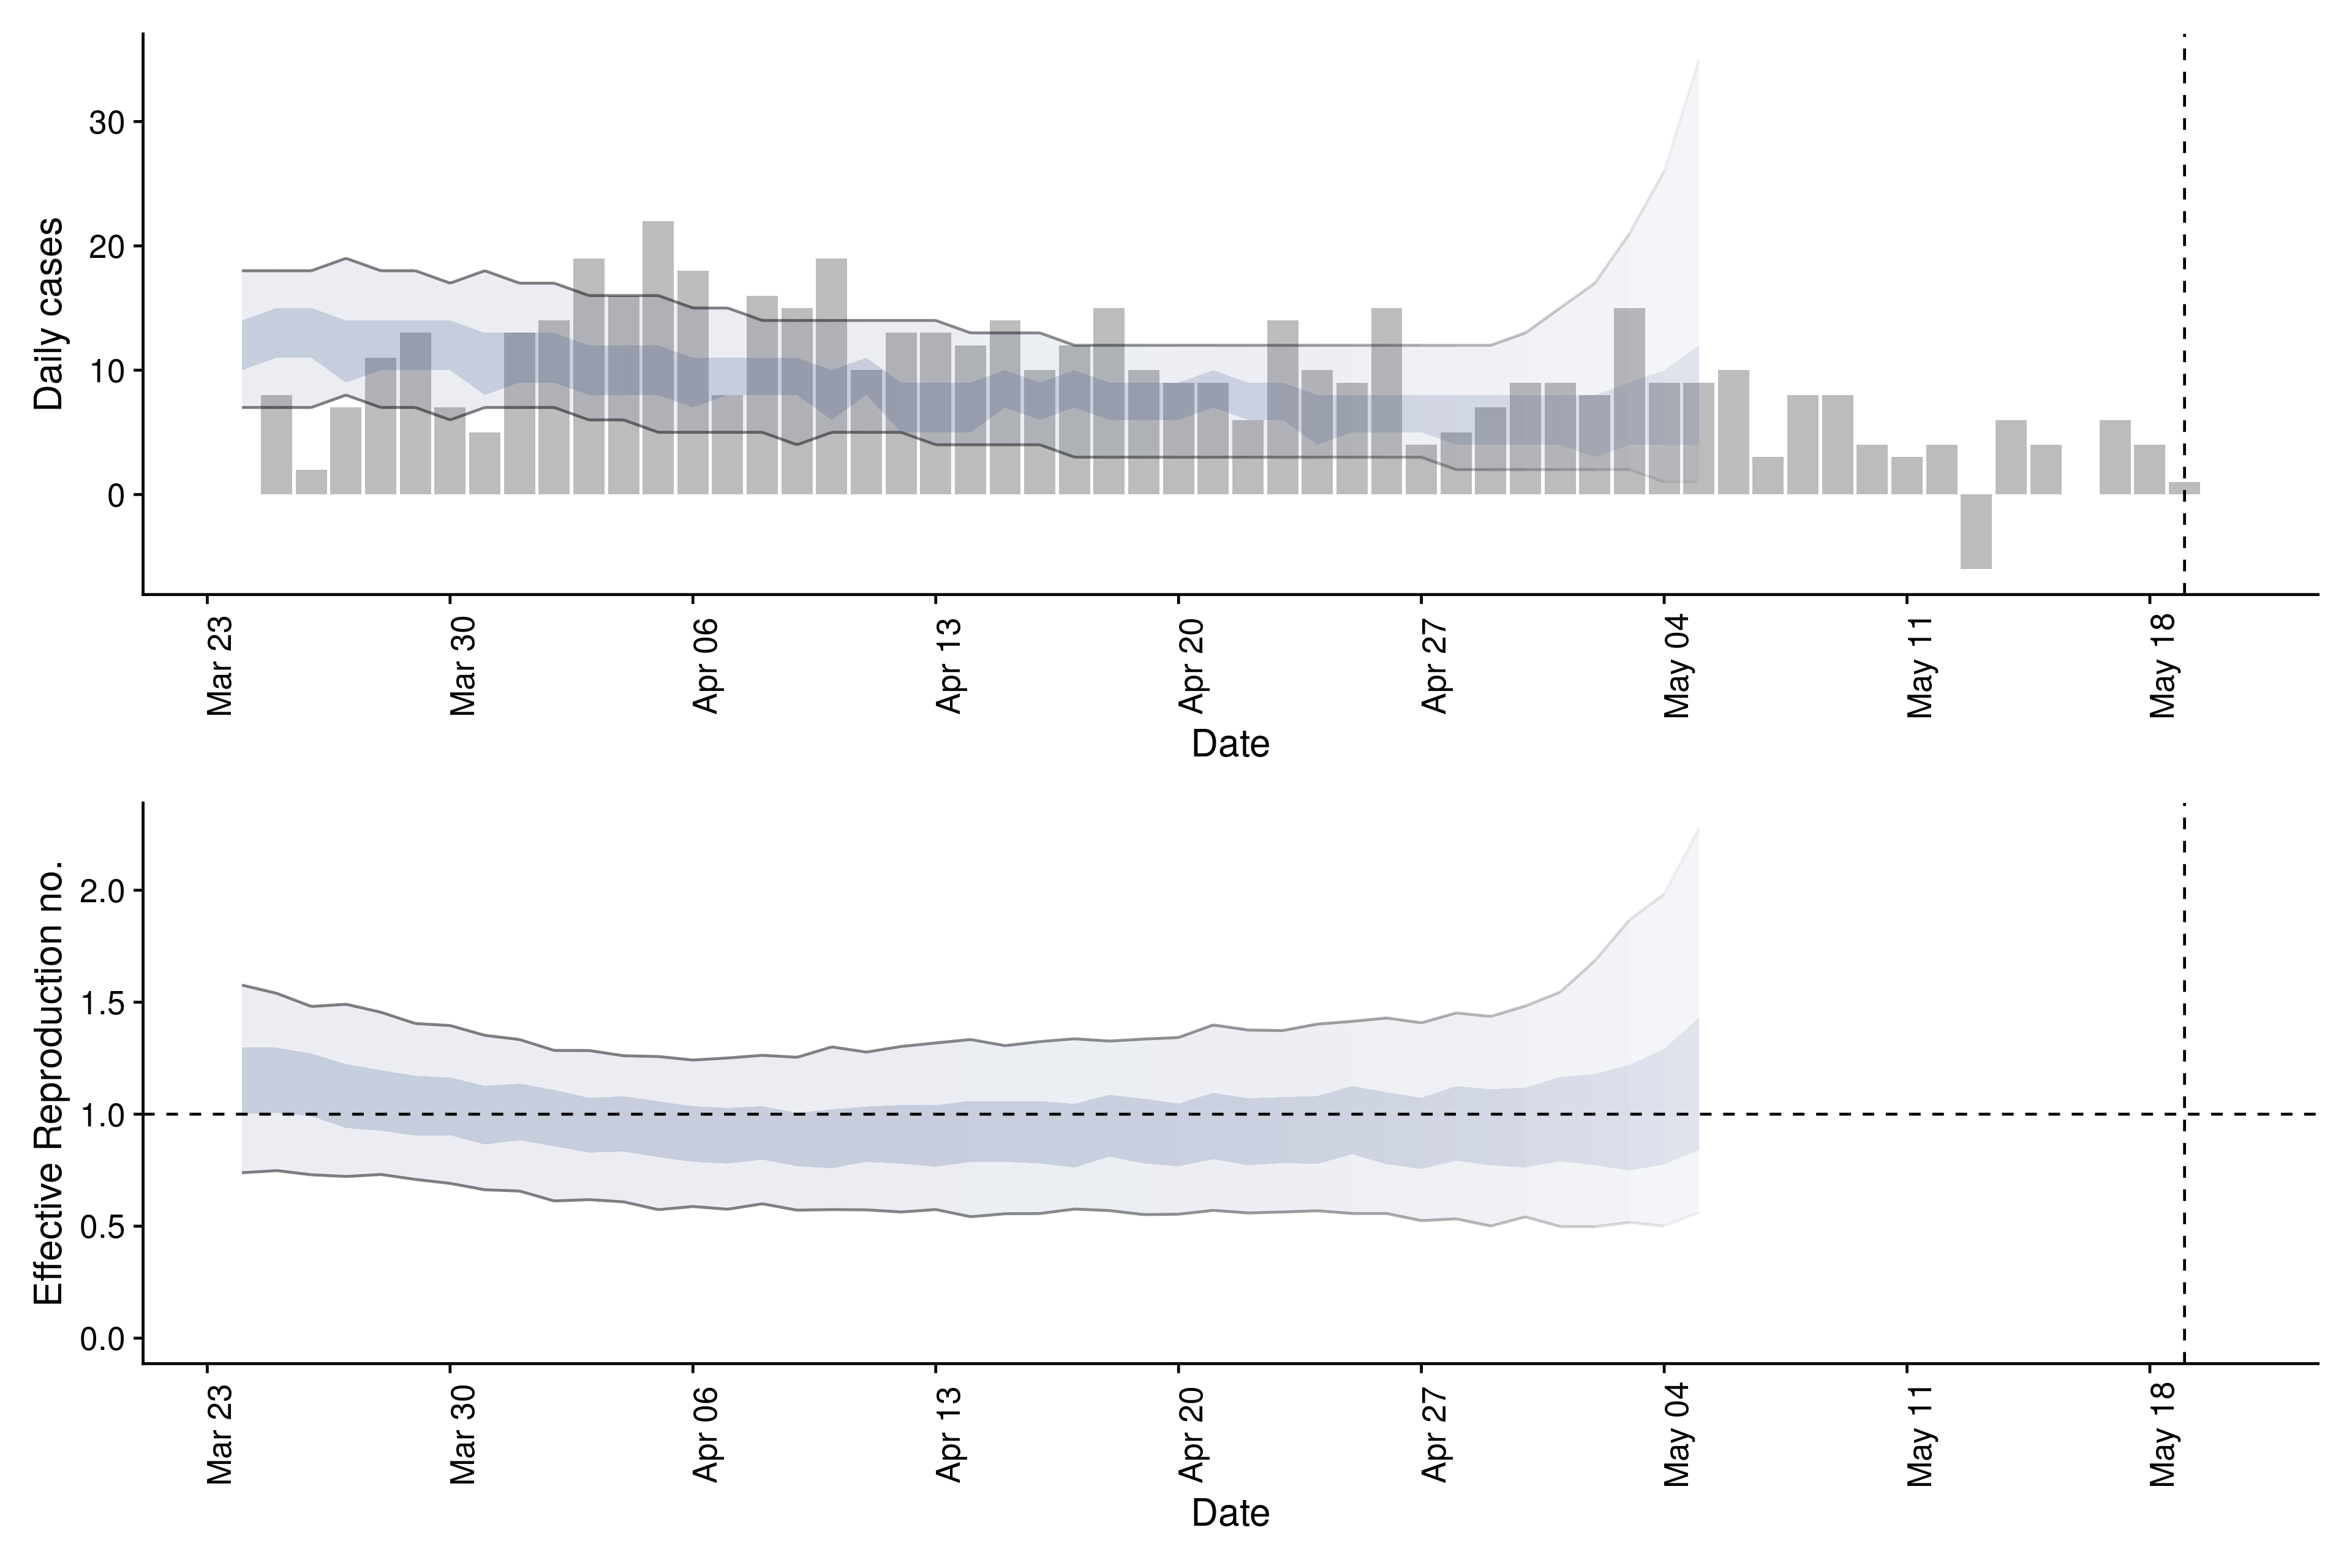 Daily cases
30
20
10
0
Mar 23
Mar 30
Apr 06
Apr 13
Apr 20
Apr 27
May 04
May 11
May 18
Date
Effective Reproduction no.
2.0
1.5
1.0
0.5
0.0
Mar 23
Mar 30
Apr 06
Apr 13
Apr 20
Apr 27
May 04
May 11
May 18
Date